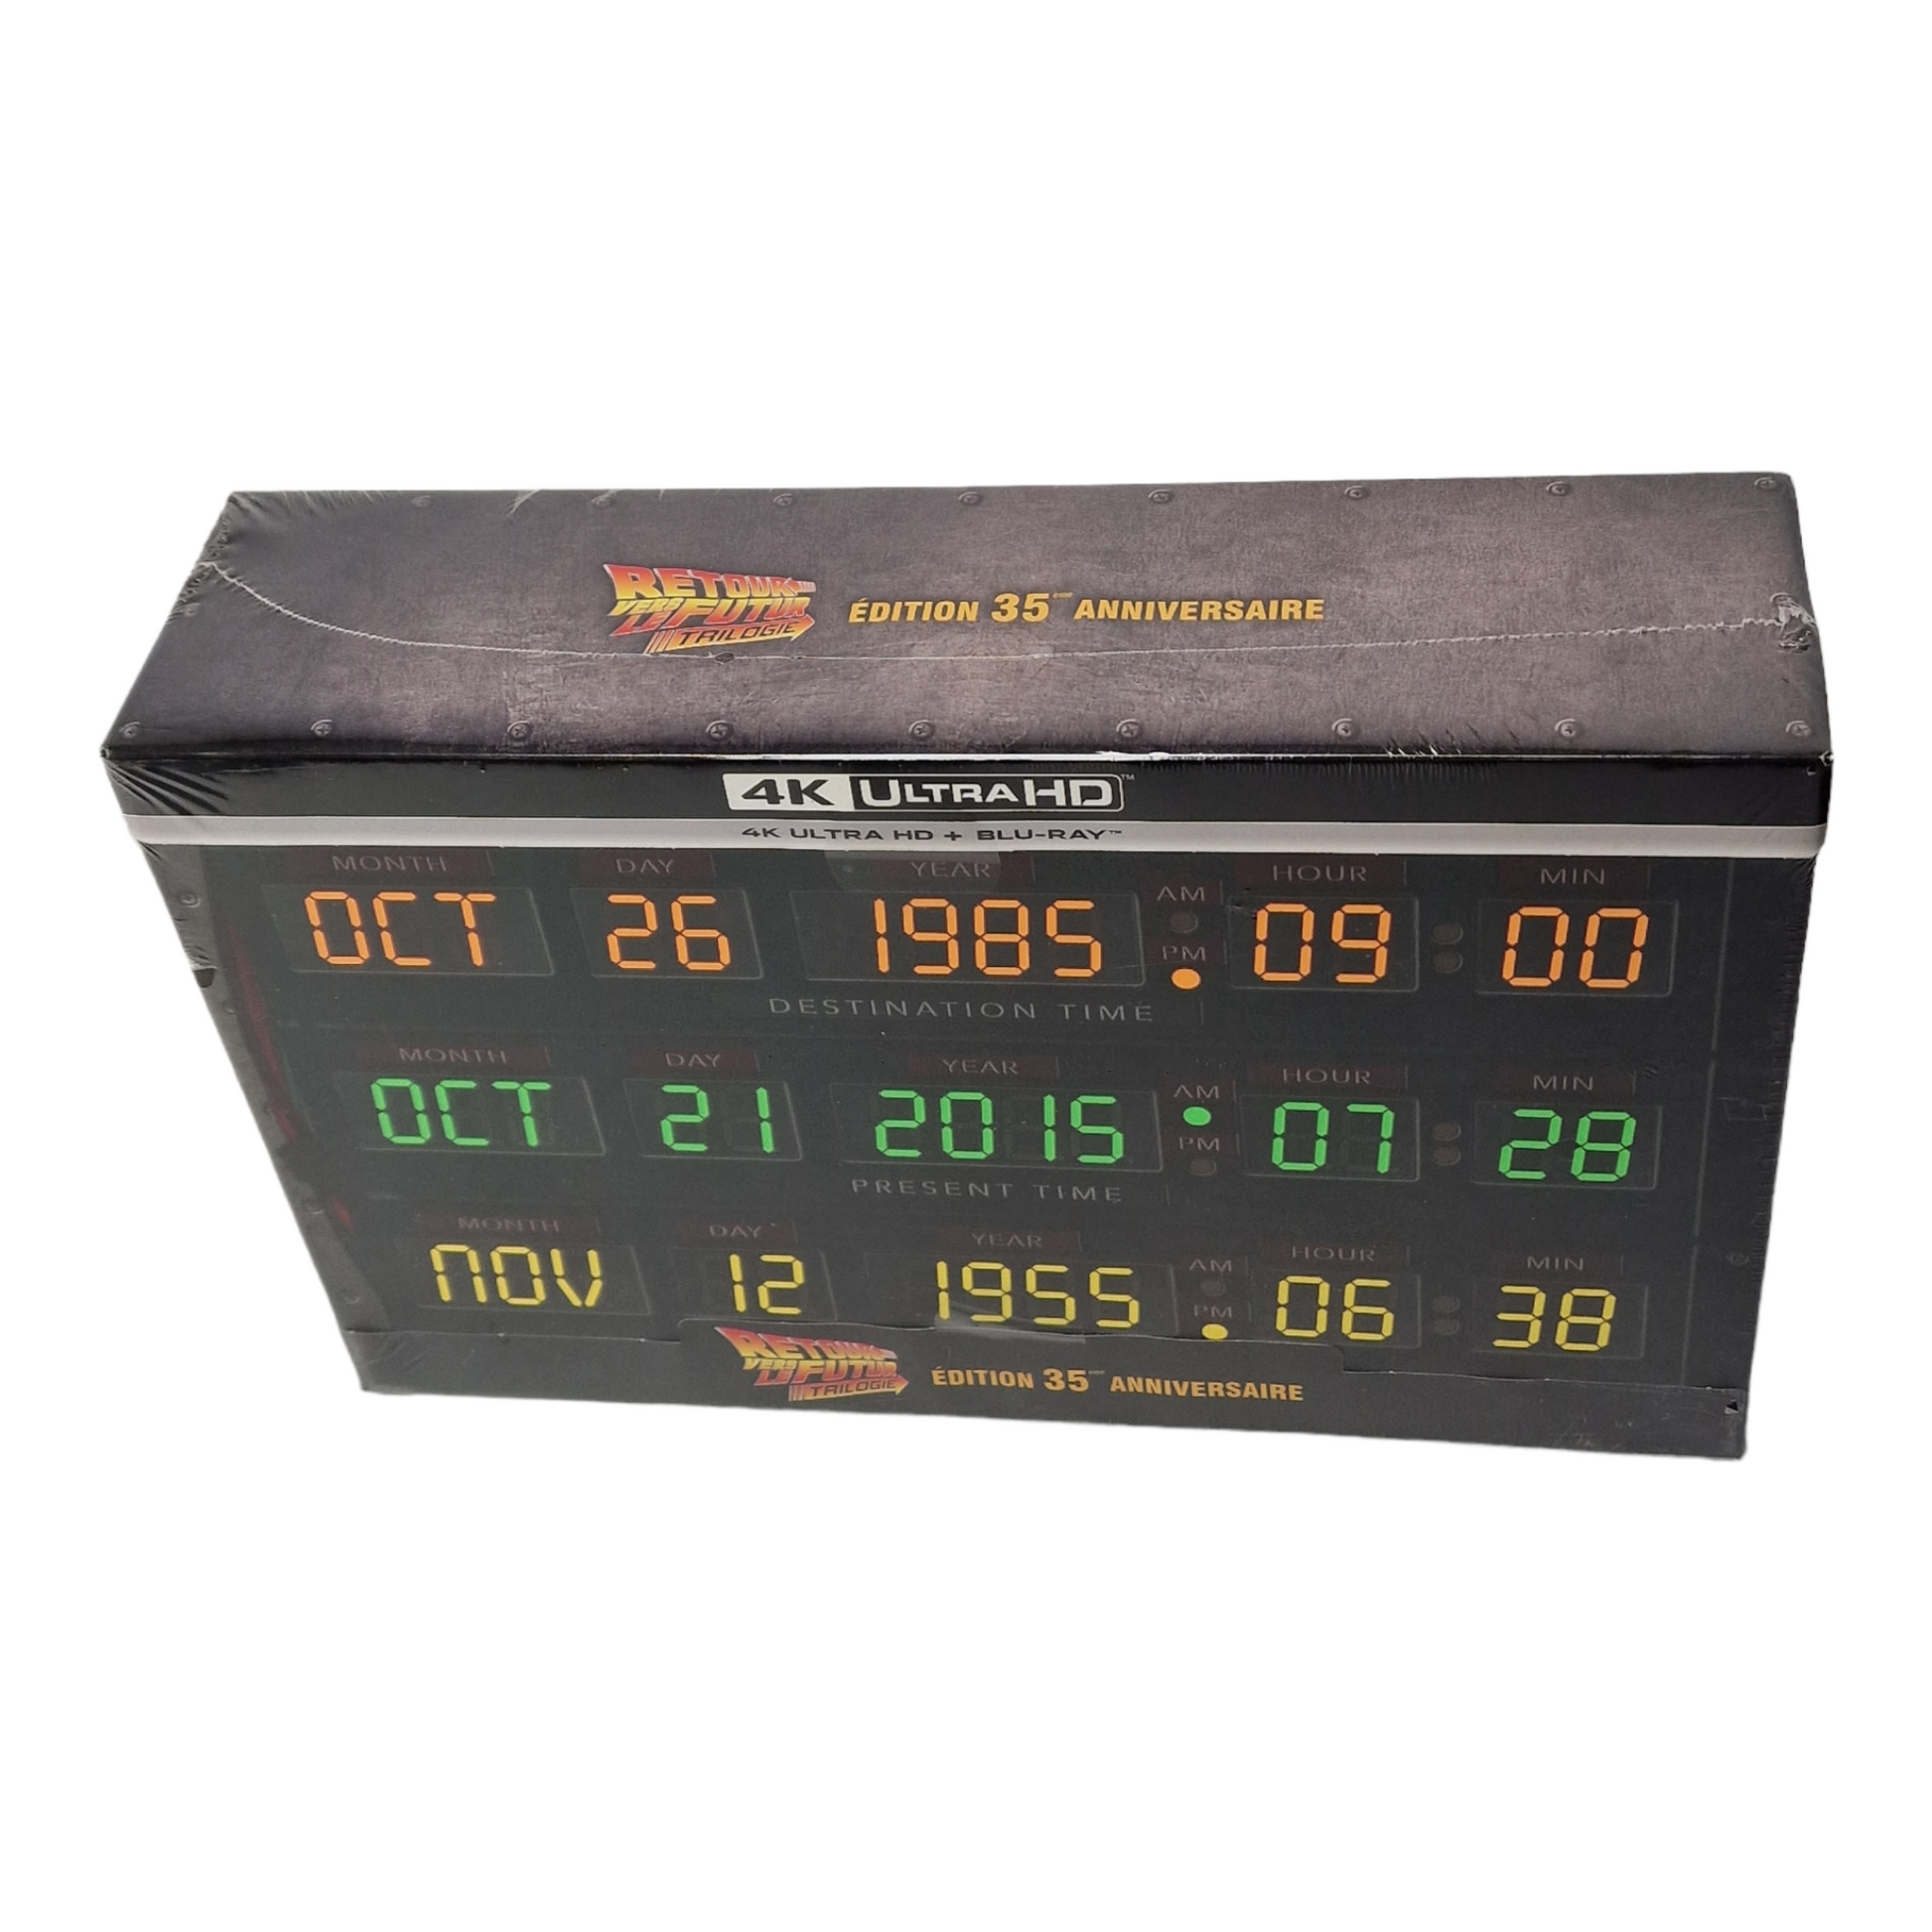 RETOUR
VERS
LE FUTUR
TRILOGIE
ÉDITION 35ème ANNIVERSAIRE
4K ULTRA HD™
4K ULTRA HD + BLU-RAY™
MONTH DAY YEAR AM HOUR MIN
OCT 26 1985 PM 09 00
DESTINATION TIME
MONTH DAY YEAR AM HOUR MIN
OCT 21 2015 PM 07 28
PRESENT TIME
MONTH DAY YEAR AM HOUR MIN
NOV 12 1955 PM 06 38
RETOUR
VERS
LE FUTUR
TRILOGIE
ÉDITION 35ème ANNIVERSAIRE